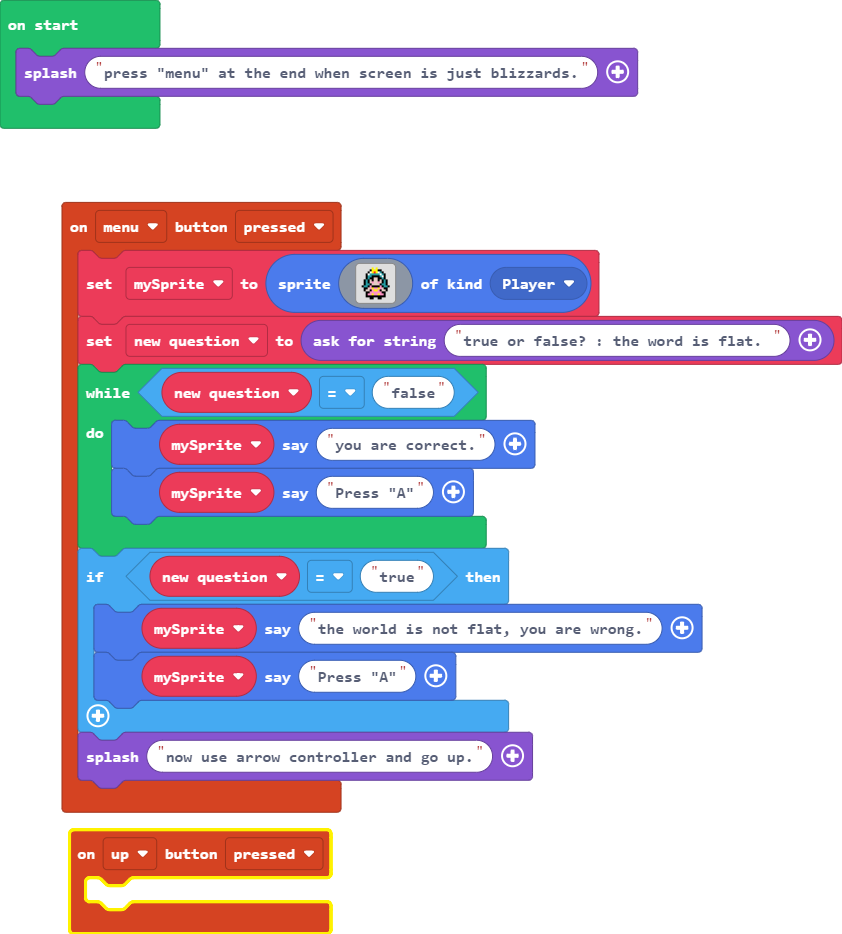 on start
splash "press "menu" at the end when screen is just blizzards."
on menu button pressed
set mySprite to sprite of kind Player
set new question to ask for string "true or false? : the word is flat. "
while new question = "false"
do
mySprite say "you are correct."
mySprite say "Press "A""
if new question = "true" then
mySprite say "the world is not flat, you are wrong."
mySprite say "Press "A""
splash "now use arrow controller and go up."
on up button pressed